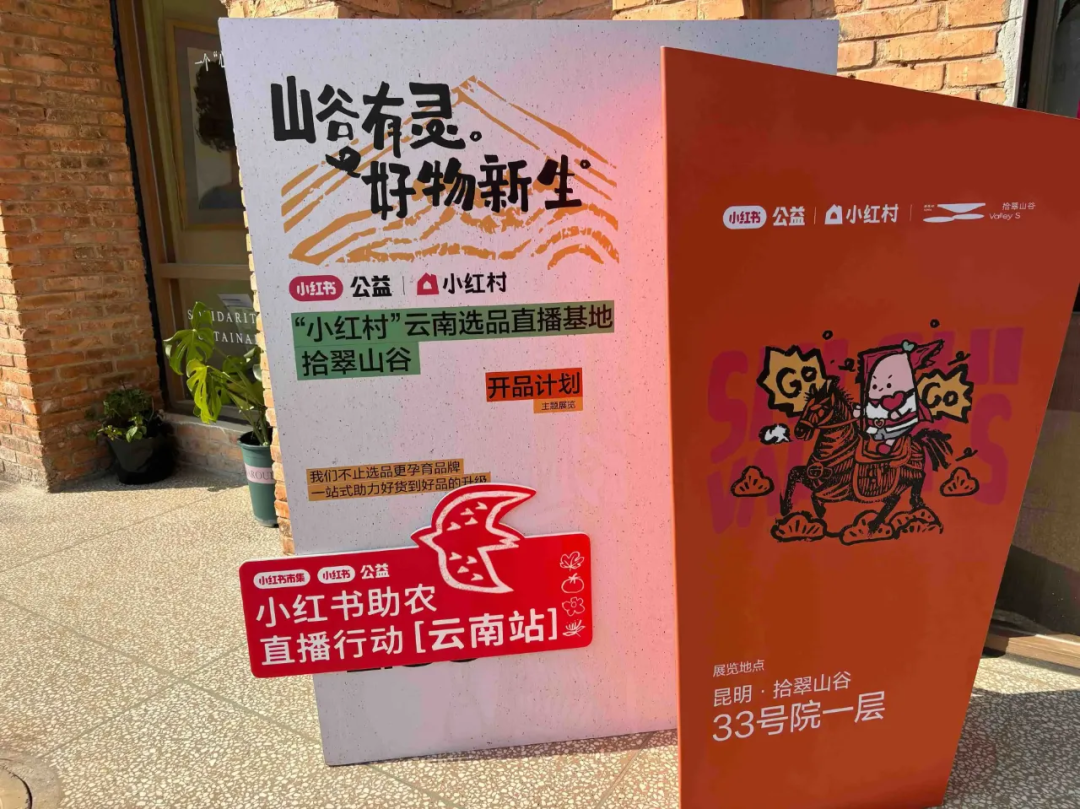 山谷有灵。
好物新生。
小红书 公益 | 小红村
“小红村”云南选品直播基地
拾翠山谷
开品计划
主题展览
我们不止选品更孕育品牌
一站式助力好货到好品的升级
小红书市集 小红书 公益
小红书助农
直播行动[云南站]
小红书 公益 | 小红村 | 拾翠山谷
Valley S
GO
GO
展览地点
昆明·拾翠山谷
33号院一层